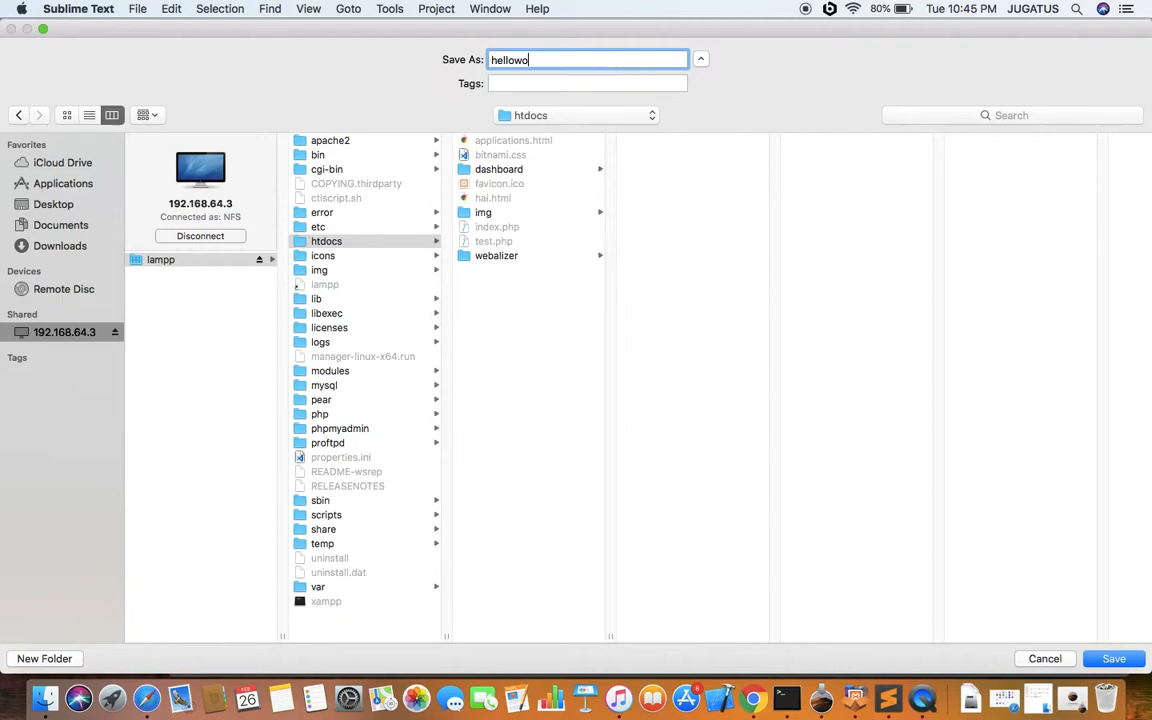 Sublime Text File Edit Selection Find View Goto Tools Project Window Help 80% Tue 10:45 PM JUGATUS
Save As: hellowo
Tags:
htdocs
Search
Favorites
iCloud Drive
Applications
Desktop
Documents
Downloads
Devices
Remote Disc
Shared
192.168.64.3
Tags
192.168.64.3
Connected as: NFS
Disconnect
lampp
apache2
bin
cgi-bin
COPYING.thirdparty
ctlscript.sh
error
etc
htdocs
icons
img
lampp
lib
libexec
licenses
logs
manager-linux-x64.run
modules
mysql
pear
php
phpmyadmin
proftpd
properties.ini
README-wsrep
RELEASENOTES
sbin
scripts
share
temp
uninstall
uninstall.dat
var
xampp
applications.html
bitnami.css
dashboard
favicon.ico
hai.html
img
index.php
test.php
webalizer
New Folder
Cancel
Save
FEB
26
8